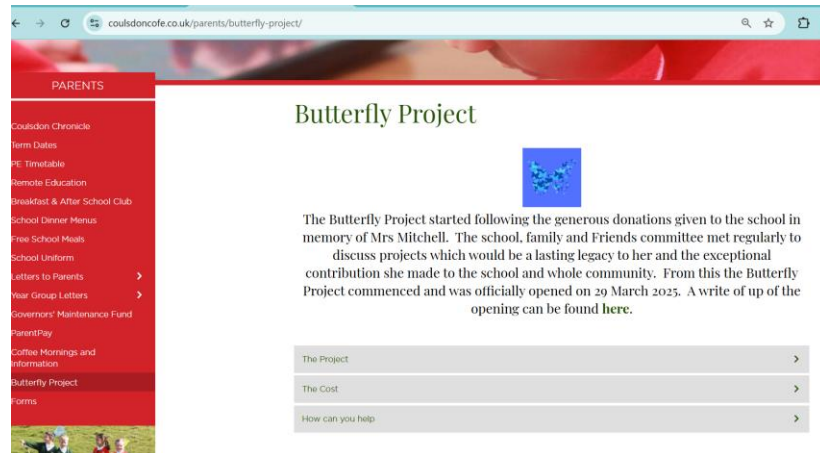 coulsdoncofe.co.uk/parents/butterfly-project/
PARENTS
Coulsdon Chronicle
Term Dates
PE Timetable
Remote Education
Breakfast & After School Club
School Dinner Menus
Free School Meals
School Uniform
Letters to Parents
Year Group Letters
Governors' Maintenance Fund
ParentPay
Coffee Mornings and
Information
Butterfly Project
Forms
Butterfly Project
The Butterfly Project started following the generous donations given to the school in
memory of Mrs Mitchell. The school, family and Friends committee met regularly to
discuss projects which would be a lasting legacy to her and the exceptional
contribution she made to the school and whole community. From this the Butterfly
Project commenced and was officially opened on 29 March 2025. A write of up of the
opening can be found here.
The Project
The Cost
How can you help